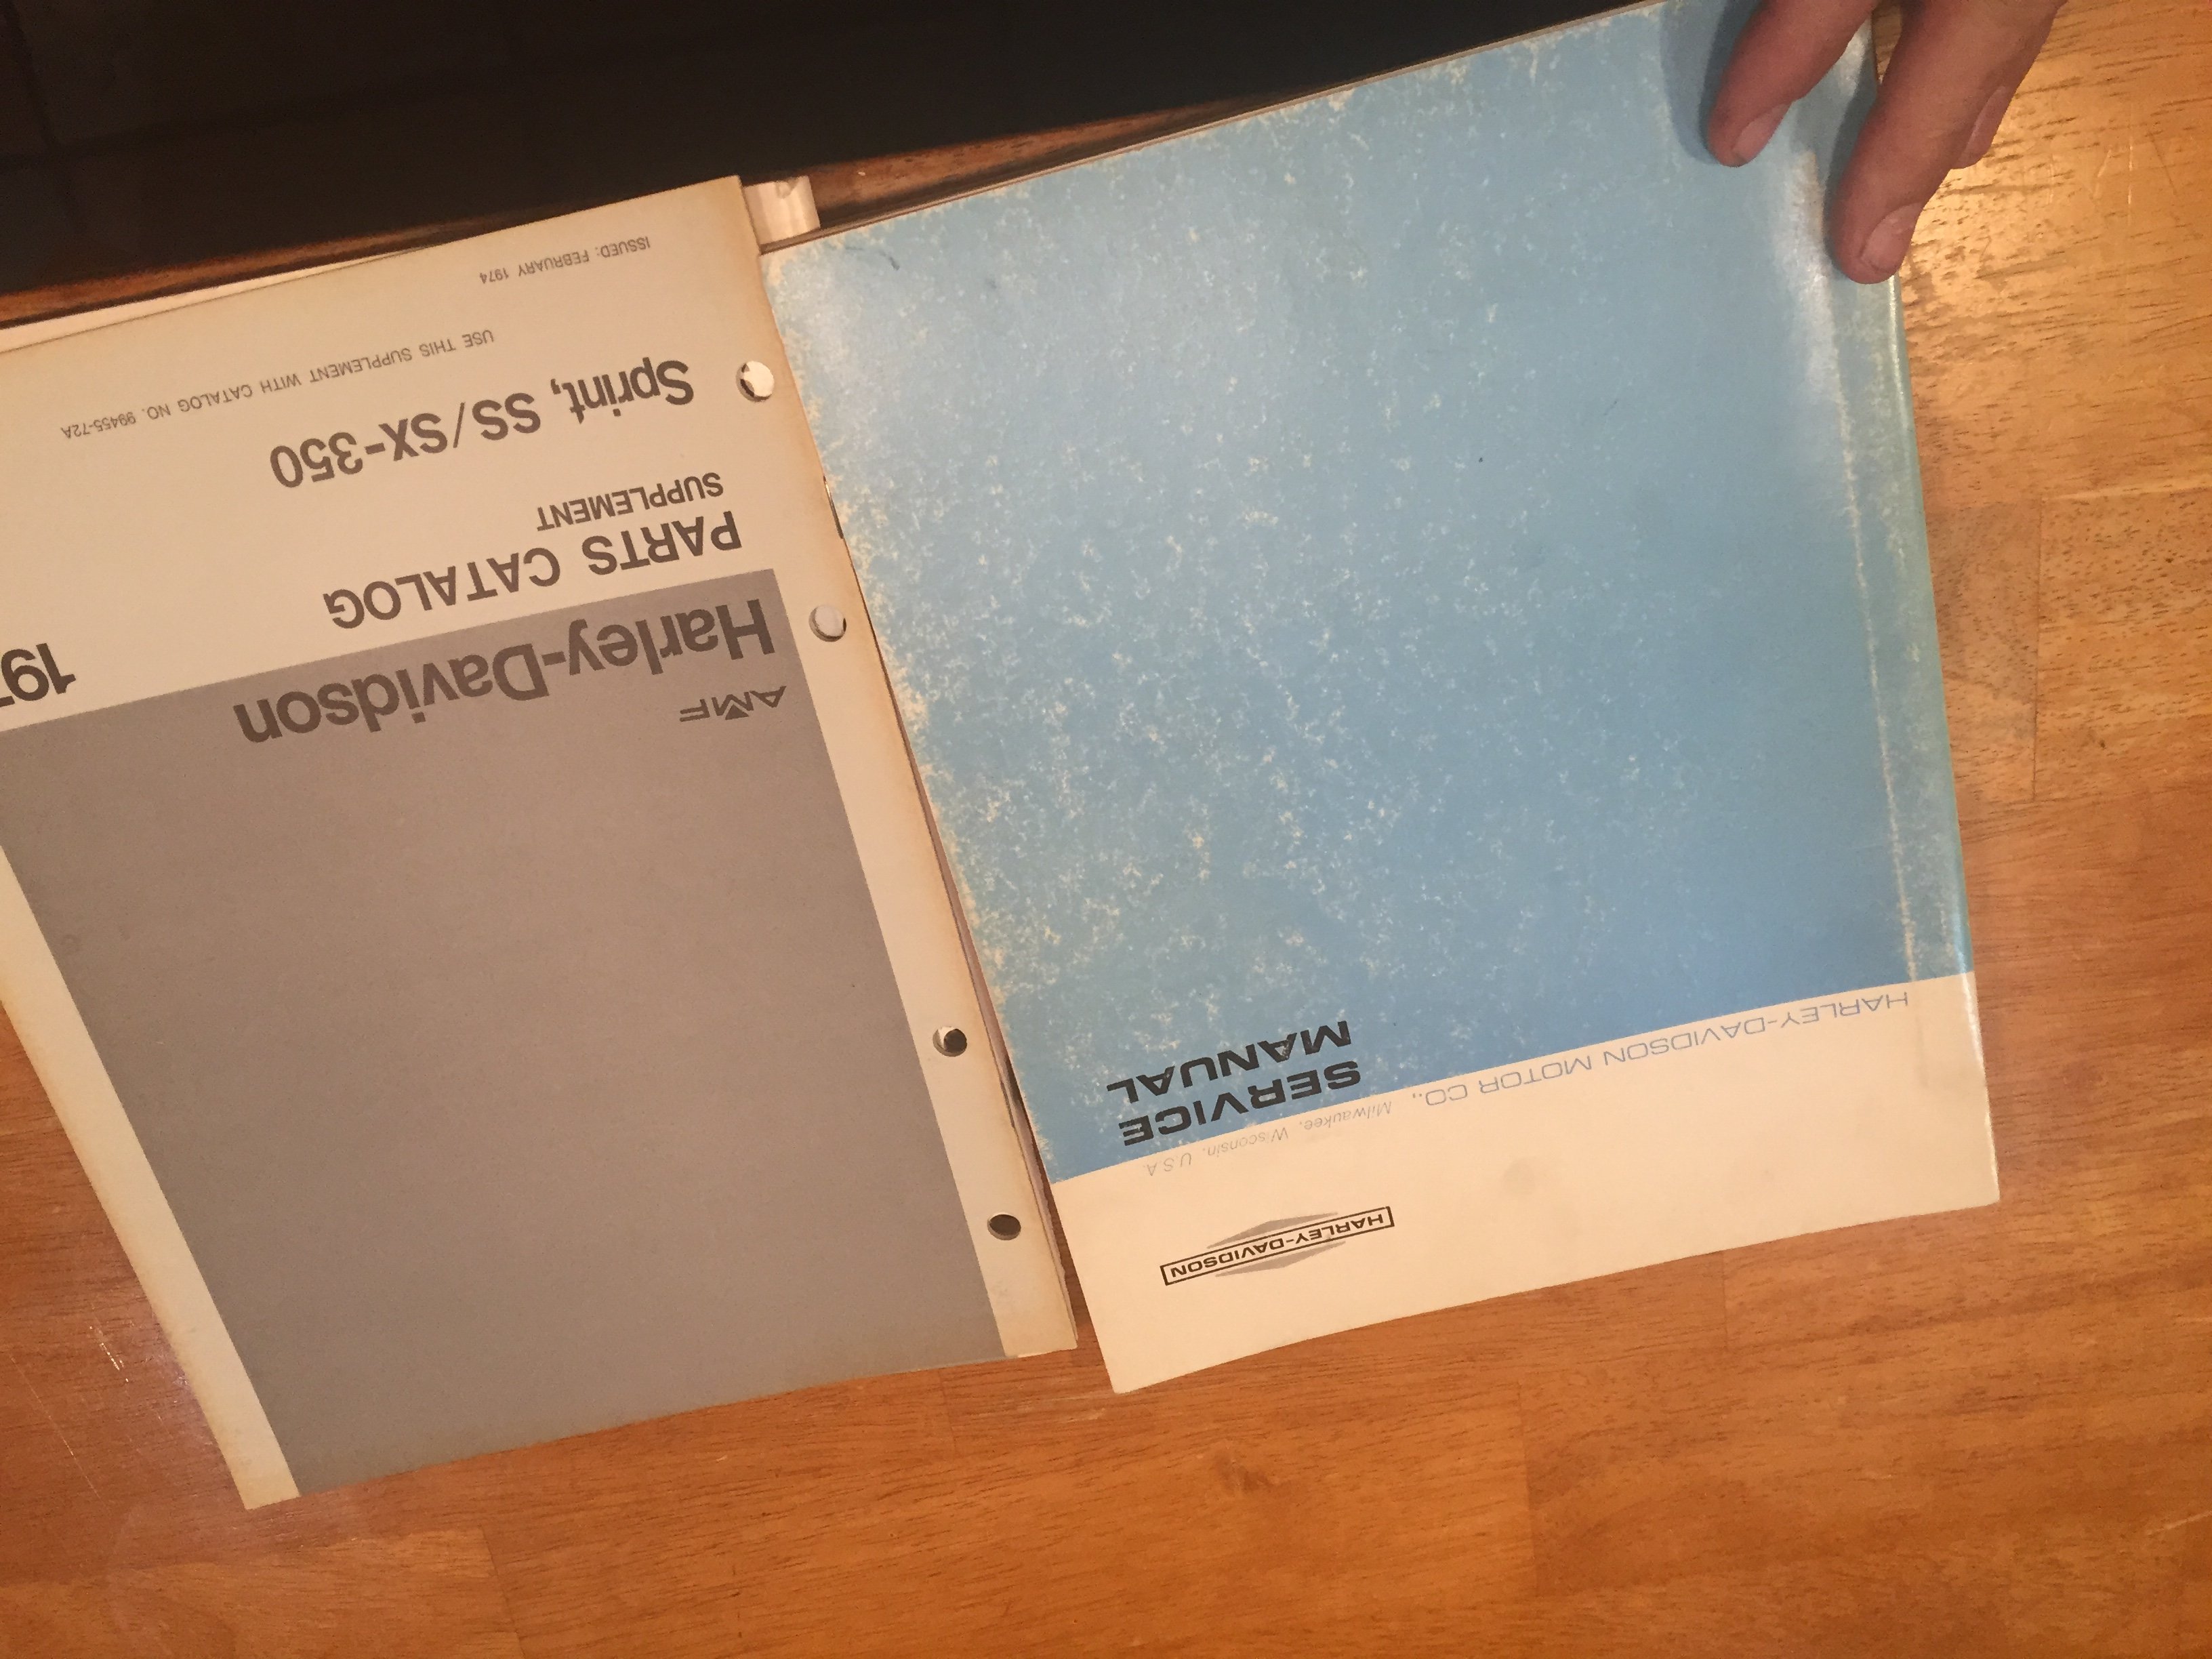 AMF
Harley-Davidson
PARTS CATALOG
SUPPLEMENT
Sprint, SS/SX-350
USE THIS SUPPLEMENT WITH CATALOG NO. 99455-72A
ISSUED: FEBRUARY 1974
HARLEY-DAVIDSON
HARLEY-DAVIDSON MOTOR CO., Milwaukee, Wisconsin, U.S.A.
SERVICE
MANUAL